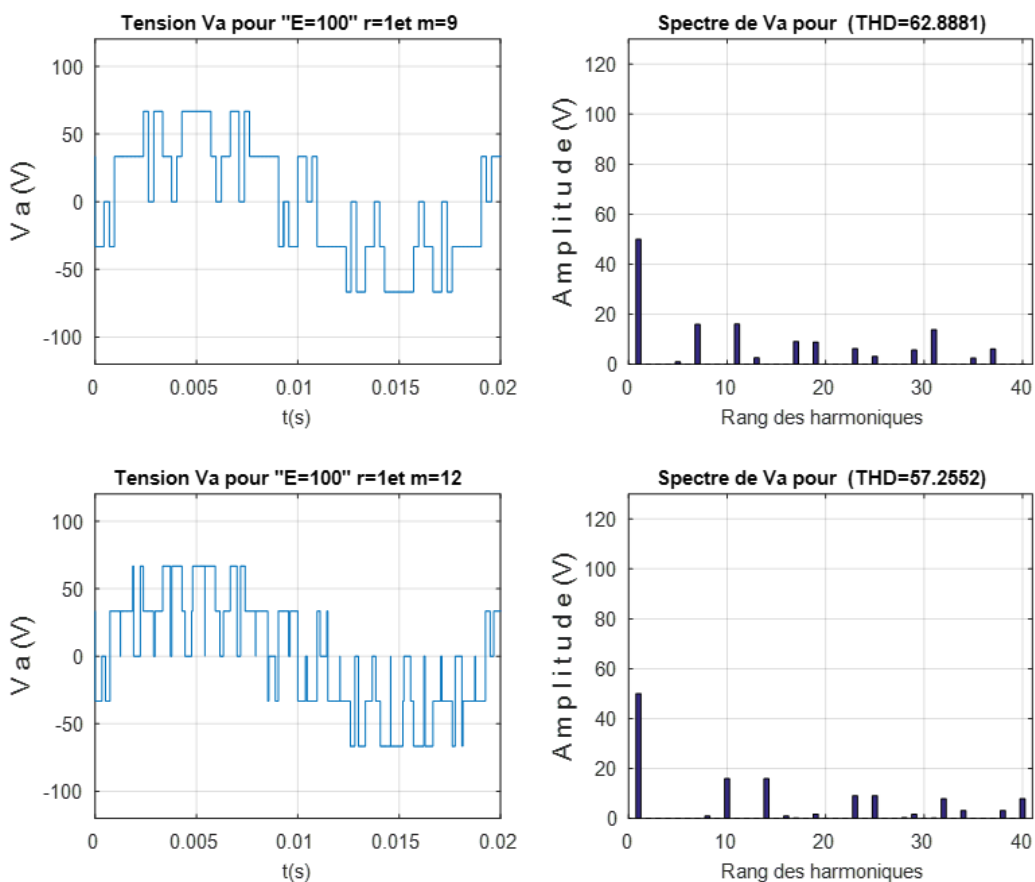 Tension Va pour "E=100" r=1et m=9
V a (V)
100
50
0
-50
-100
0 0.005 0.01 0.015 0.02
t(s)
Spectre de Va pour (THD=62.8881)
A m p l i t u d e (V)
120
100
80
60
40
20
0
0 10 20 30 40
Rang des harmoniques
Tension Va pour "E=100" r=1et m=12
V a (V)
100
50
0
-50
-100
0 0.005 0.01 0.015 0.02
t(s)
Spectre de Va pour (THD=57.2552)
A m p l i t u d e (V)
120
100
80
60
40
20
0
0 10 20 30 40
Rang des harmoniques